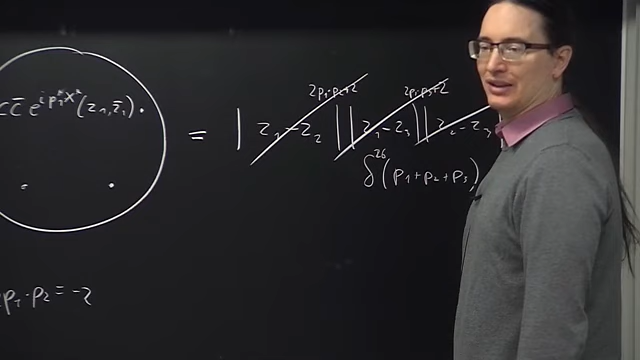 c c̄ e^{i p_1^μ X^μ} (z_1, z̄_1) · = |z_1 - z_2|^{2p_1·p_2+2} |z_1 - z_3|^{2p_1·p_3+2} |z_2 - z_3
δ^{26}(p_1 + p_2 + p_3)
p_1 · p_2 = -2